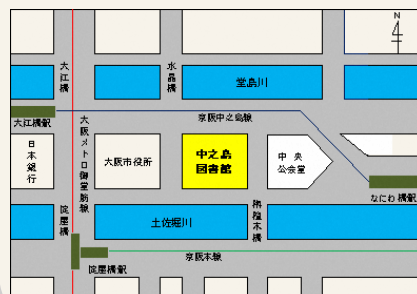 N
大江橋
水晶橋
堂島川
大江橋駅
京阪中之島線
日本銀行
大阪メトロ御堂筋線
大阪市役所
中之島
図書館
中央
公会堂
なにわ橋駅
淀屋橋
土佐堀川
栴檀木橋
京阪本線
淀屋橋駅